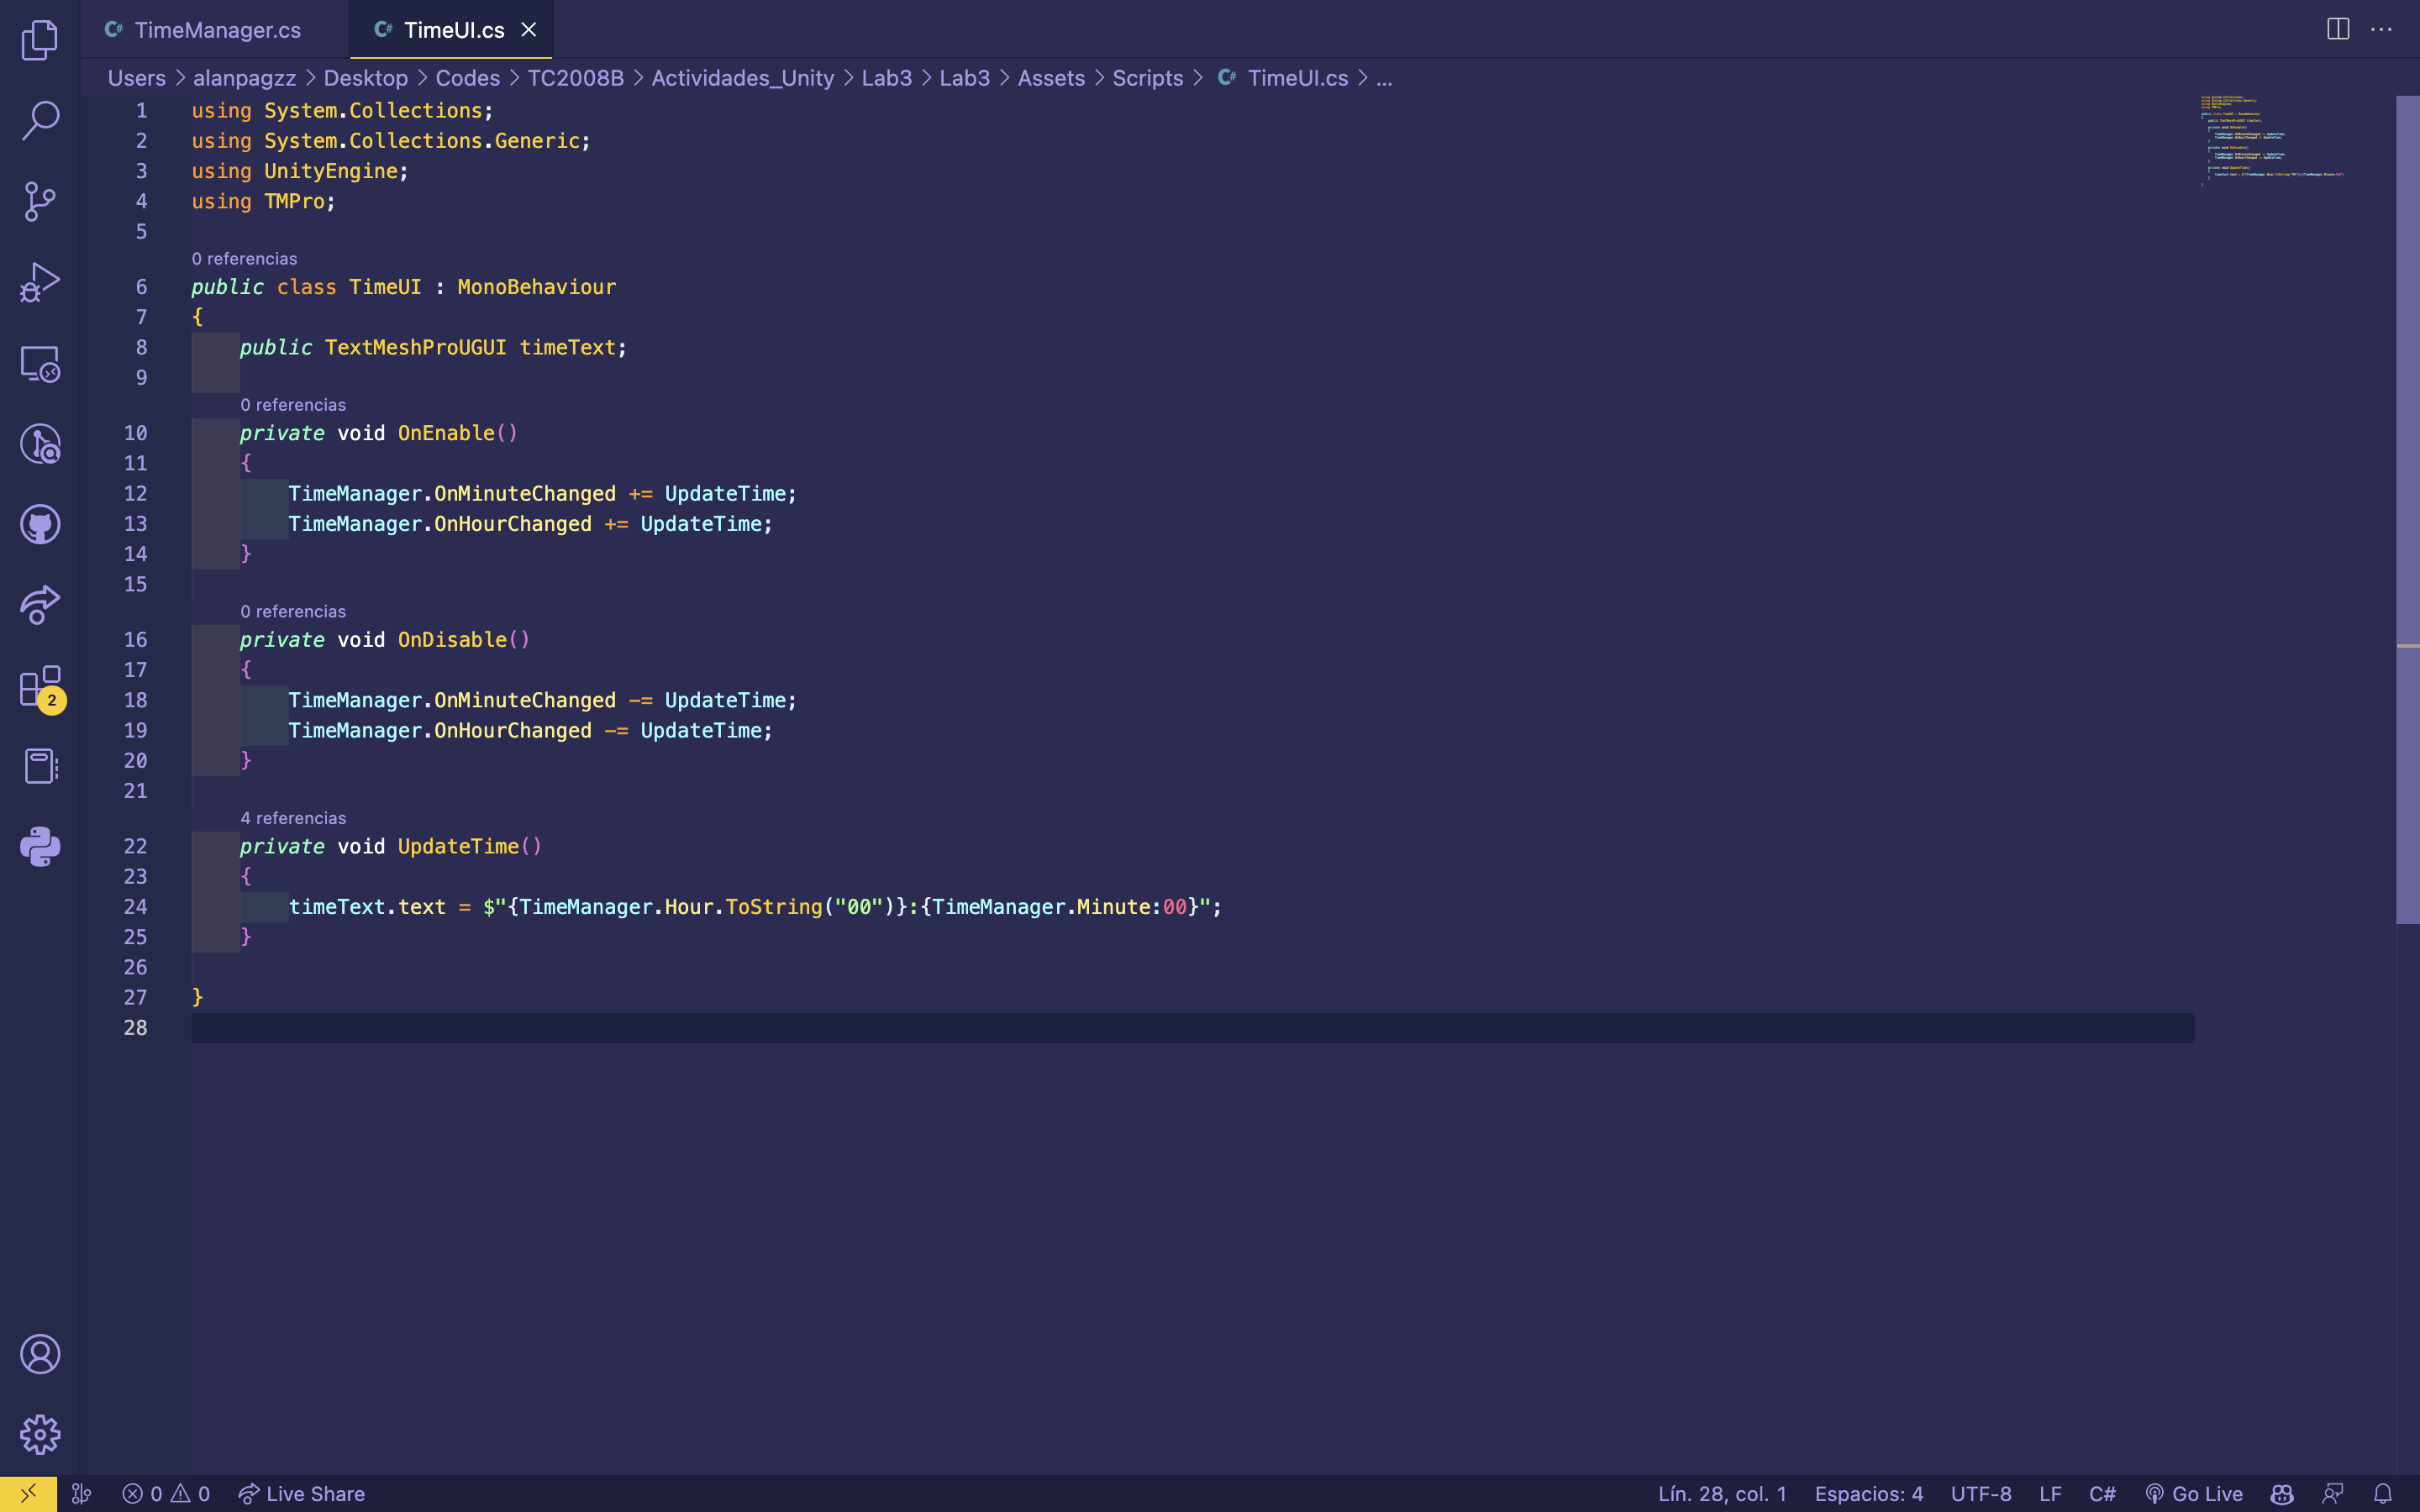 TimeManager.cs
TimeUI.cs
Users > alanpagzz > Desktop > Codes > TC2008B > Actividades_Unity > Lab3 > Lab3 > Assets > Scripts > TimeUI.cs > ...
1 using System.Collections;
2 using System.Collections.Generic;
3 using UnityEngine;
4 using TMPro;
5
0 referencias
6 public class TimeUI : MonoBehaviour
7 {
8     public TextMeshProUGUI timeText;
9
0 referencias
10     private void OnEnable()
11     {
12         TimeManager.OnMinuteChanged += UpdateTime;
13         TimeManager.OnHourChanged += UpdateTime;
14     }
15
0 referencias
16     private void OnDisable()
17     {
18         TimeManager.OnMinuteChanged -= UpdateTime;
19         TimeManager.OnHourChanged -= UpdateTime;
20     }
21
4 referencias
22     private void UpdateTime()
23     {
24         timeText.text = $"{TimeManager.Hour.ToString("00")}:{TimeManager.Minute:00}";
25     }
26
27 }
28
2
0 0 Live Share Lín. 28, col. 1 Espacios: 4 UTF-8 LF C# Go Live